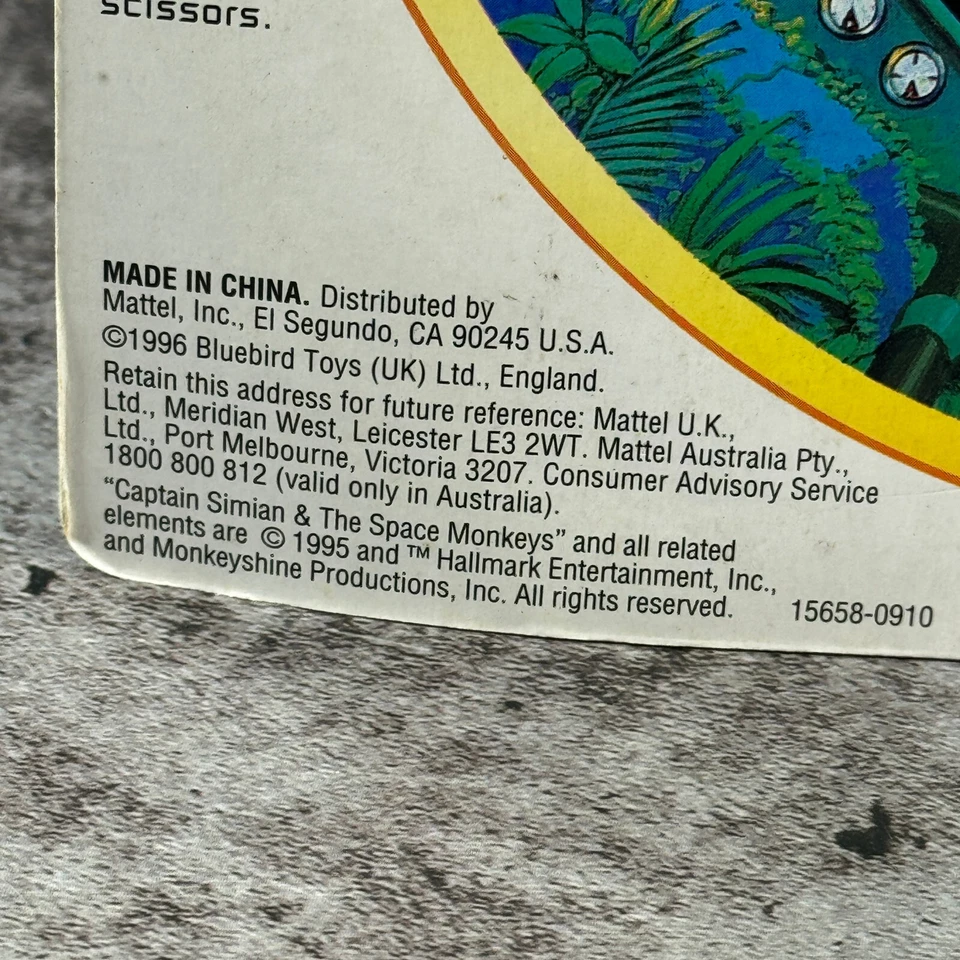 scissors.
MADE IN CHINA. Distributed by
Mattel, Inc., El Segundo, CA 90245 U.S.A.
©1996 Bluebird Toys (UK) Ltd., England.
Retain this address for future reference: Mattel U.K.,
Ltd., Meridian West, Leicester LE3 2WT. Mattel Australia Pty.,
Ltd., Port Melbourne, Victoria 3207. Consumer Advisory Service
1800 800 812 (valid only in Australia).
“Captain Simian & The Space Monkeys” and all related
elements are © 1995 and ™ Hallmark Entertainment, Inc.,
and Monkeyshine Productions, Inc. All rights reserved. 15658-0910